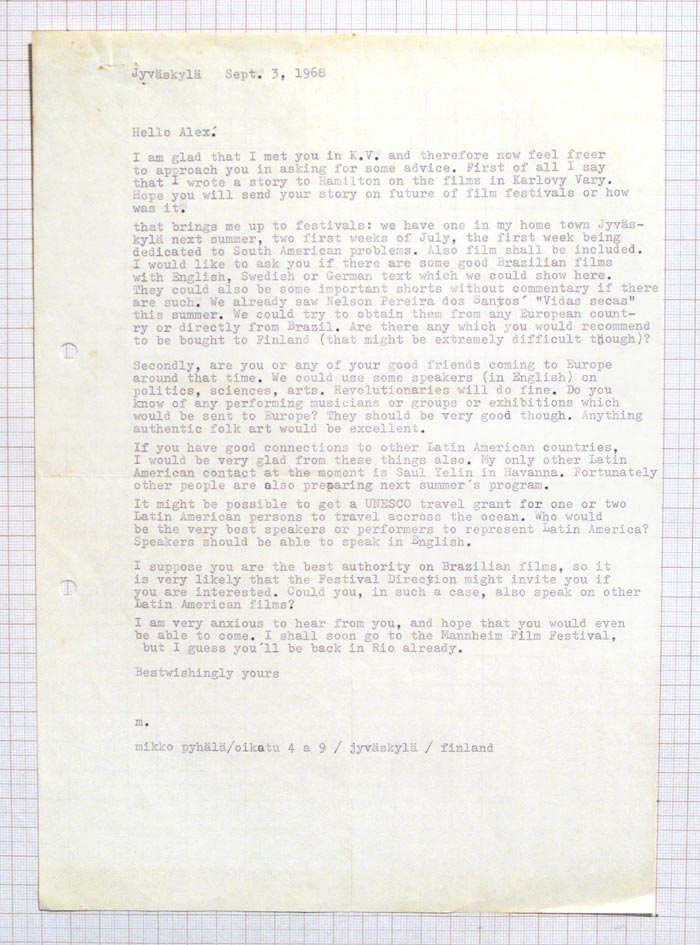 Jyväskylä   Sept. 3, 1968
Hello Alex.
I am glad that I met you in K.V. and therefore now feel freer
to approach you in asking for some advice. First of all I say
that I wrote a story to Hamilton on the films in Karlovy Vary.
Hope you will send your story on future of film festivals or how
was it.
that brings me up to festivals: we have one in my home town Jyväs-
kylä next summer, two first weeks of July, the first week being
dedicated to South American problems. Also film shall be included.
I would like to ask you if there are some good Brazilian films
with English, Swedish or German text which we could show here.
They could also be some important shorts without commentary if there
are such. We already saw Nelson Pereira dos Santos´ "Vidas secas"
this summer. We could try to obtain them from any European count-
ry or directly from Brazil. Are there any which you would recommend
to be bought to Finland (that might be extremely difficult though)?
Secondly, are you or any of your good friends coming to Europe
around that time. We could use some speakers (in English) on
politics, sciences, arts. Revolutionaries will do fine. Do you
know of any performing musicians or groups or exhibitions which
would be sent to Europe? They should be very good though. Anything
authentic folk art would be excellent.
If you have good connections to other Latin American countries,
I would be very glad from these things also. My only other Latin
American contact at the moment is Saul Yelin in Havanna. Fortunately
other people are also preparing next summer´s program.
It might be possible to get a UNESCO travel grant for one or two
Latin American persons to travel accross the ocean. Who would
be the very best speakers or performers to represent Latin America?
Speakers should be able to speak in English.
I suppose you are the best authority on Brazilian films, so it
is very likely that the Festival Direction might invite you if
you are interested. Could you, in such a case, also speak on other
Latin American films?
I am very anxious to hear from you, and hope that you would even
be able to come. I shall soon go to the Mannheim Film Festival,
but I guess you´ll be back in Rio already.
Bestwishingly yours
m.
mikko pyhälä/oikatu 4 a 9 / jyväskylä / finland